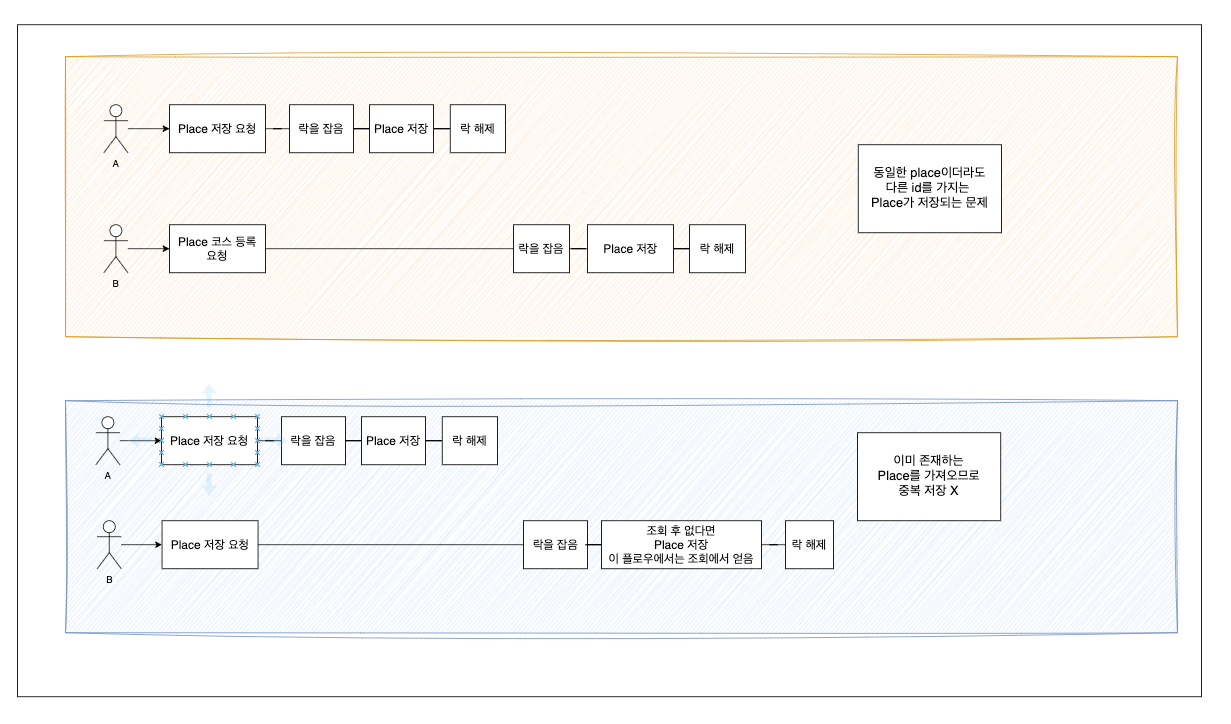 Place 저장 요청
락을 잡음
Place 저장
락 해제
A
동일한 place이더라도
다른 id를 가지는
Place가 저장되는 문제
Place 코스 등록
요청
락을 잡음
Place 저장
락 해제
B
Place 저장 요청
락을 잡음
Place 저장
락 해제
A
이미 존재하는
Place를 가져오므로
중복 저장 X
Place 저장 요청
락을 잡음
조회 후 없다면
Place 저장
이 플로우에서는 조회에서 얻음
락 해제
B